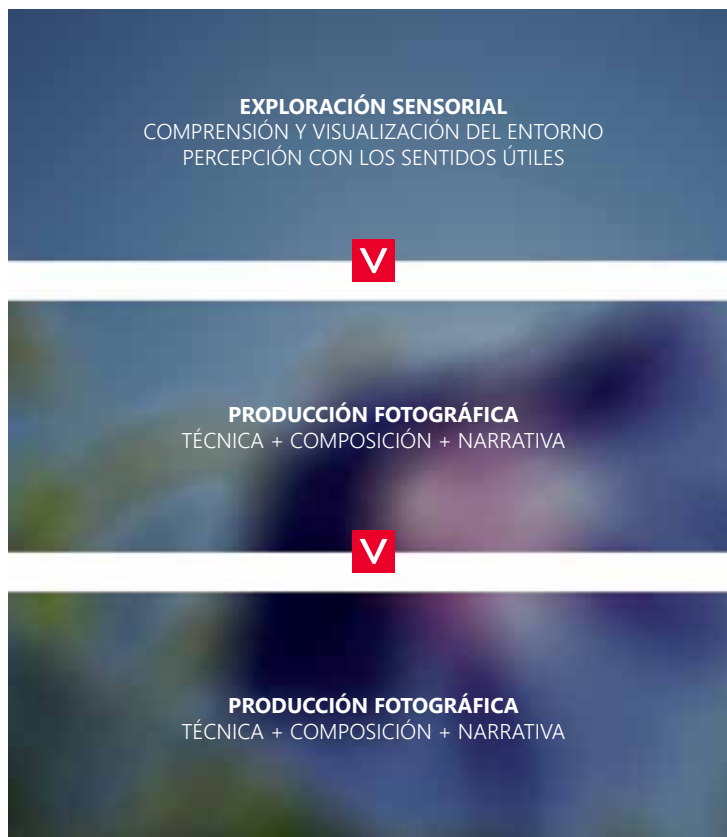 EXPLORACIÓN SENSORIAL
COMPRENSIÓN Y VISUALIZACIÓN DEL ENTORNO
PERCEPCIÓN CON LOS SENTIDOS ÚTILES
V
PRODUCCIÓN FOTOGRÁFICA
TÉCNICA + COMPOSICIÓN + NARRATIVA
V
PRODUCCIÓN FOTOGRÁFICA
TÉCNICA + COMPOSICIÓN + NARRATIVA